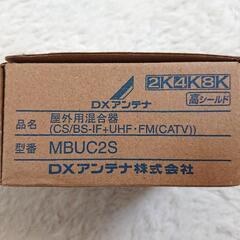 2K4K8K
DXアンテナ
高シールド
品名 屋外用混合器
(CS/BS-IF+UHF・FM(CATV))
型番 MBUC2S
DXアンテナ株式会社